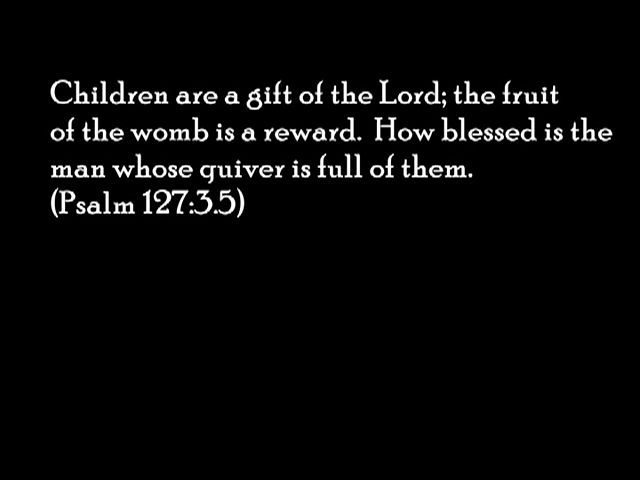 Children are a gift of the Lord; the fruit
of the womb is a reward. How blessed is the
man whose quiver is full of them.
(Psalm 127:3.5)